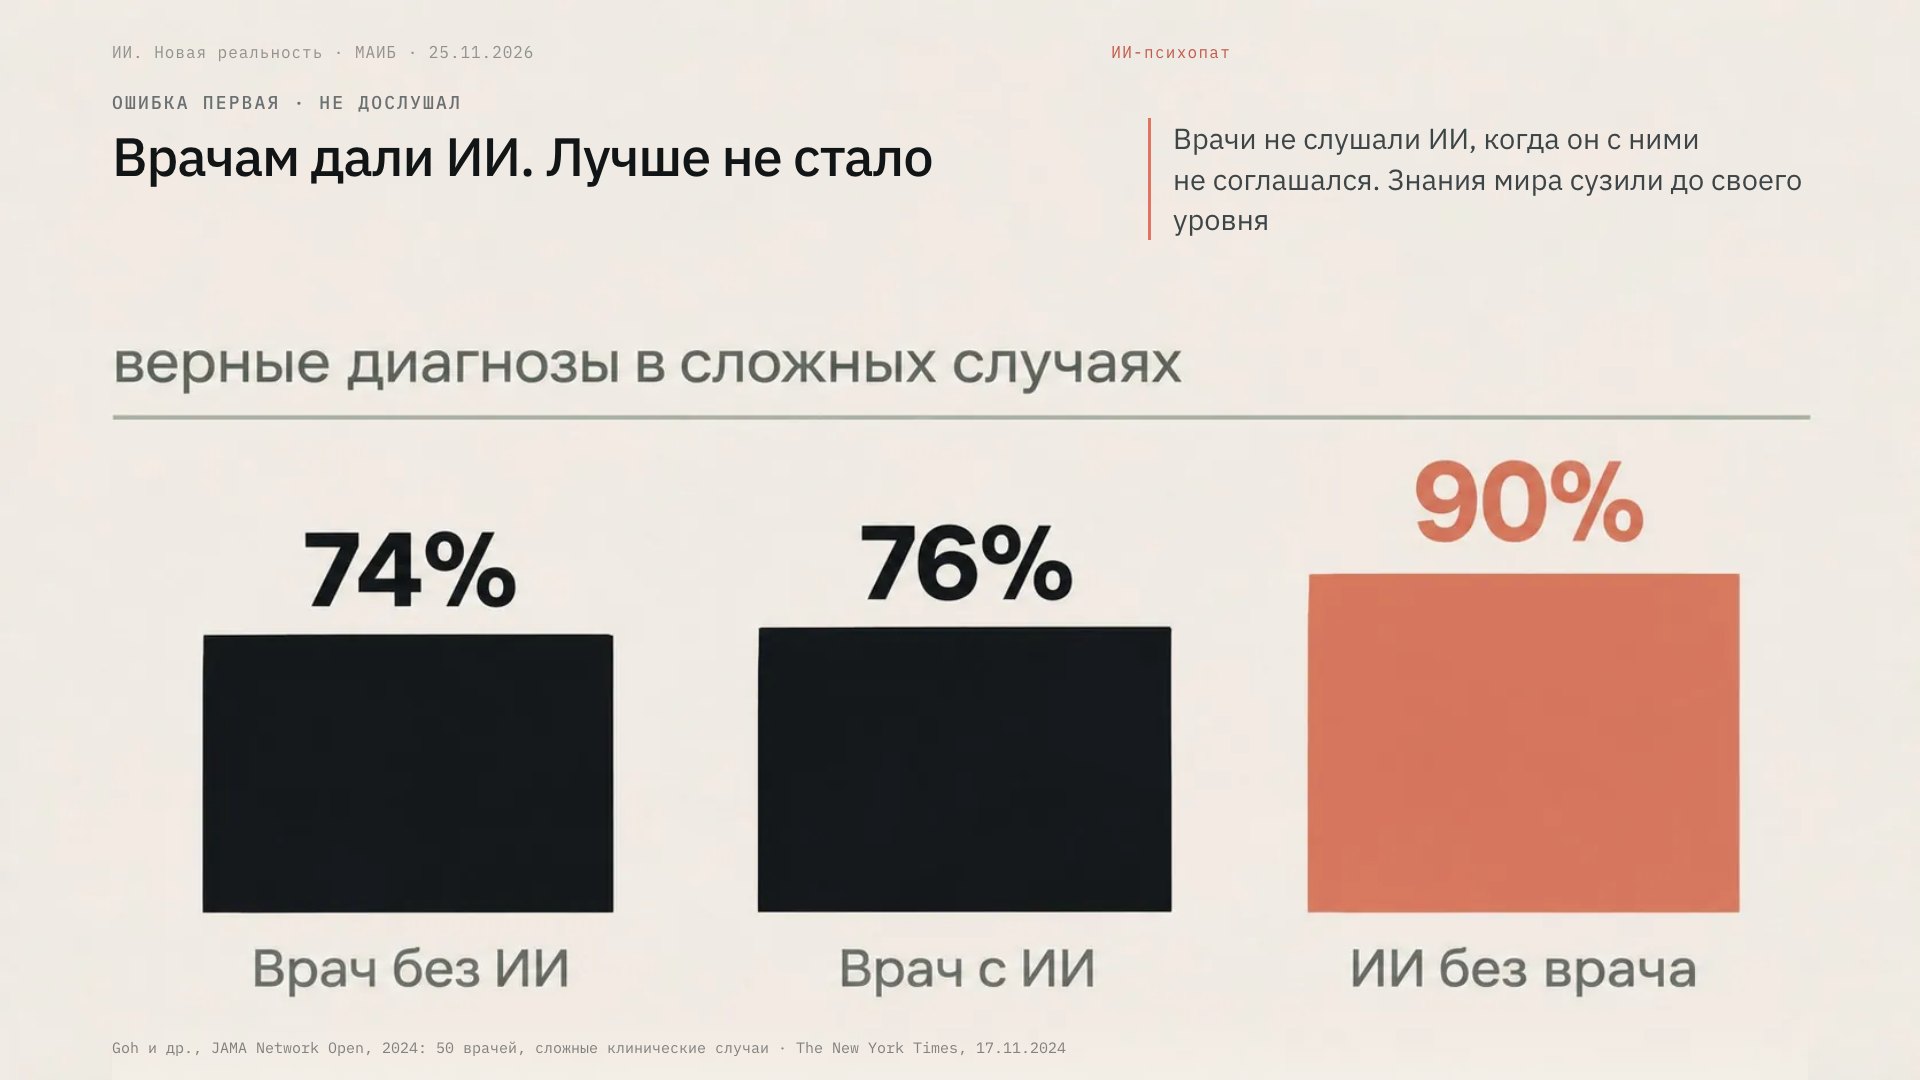 ИИ. Новая реальность · МАИБ · 25.11.2026
ИИ-психопат
ОШИБКА ПЕРВАЯ · НЕ ДОСЛУШАЛ
Врачам дали ИИ. Лучше не стало
Врачи не слушали ИИ, когда он с ними
не соглашался. Знания мира сузили до своего
уровня
верные диагнозы в сложных случаях
74%
76%
90%
Врач без ИИ
Врач с ИИ
ИИ без врача
Goh и др., JAMA Network Open, 2024: 50 врачей, сложные клинические случаи · The New York Times, 17.11.2024